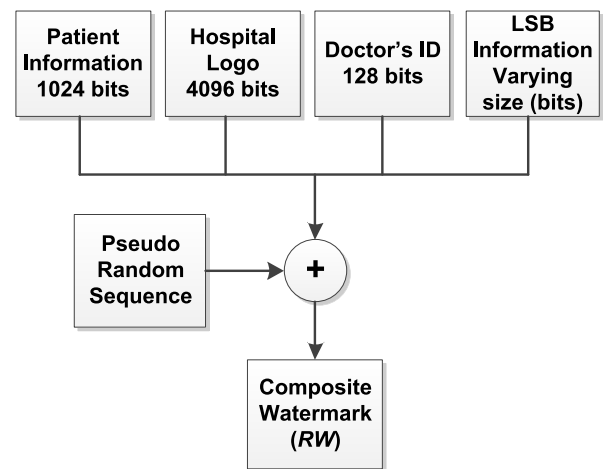 Patient
Information
1024 bits
Hospital
Logo
4096 bits
Doctor's ID
128 bits
LSB
Information
Varying
size (bits)
Pseudo
Random
Sequence
+
Composite
Watermark
(RW)